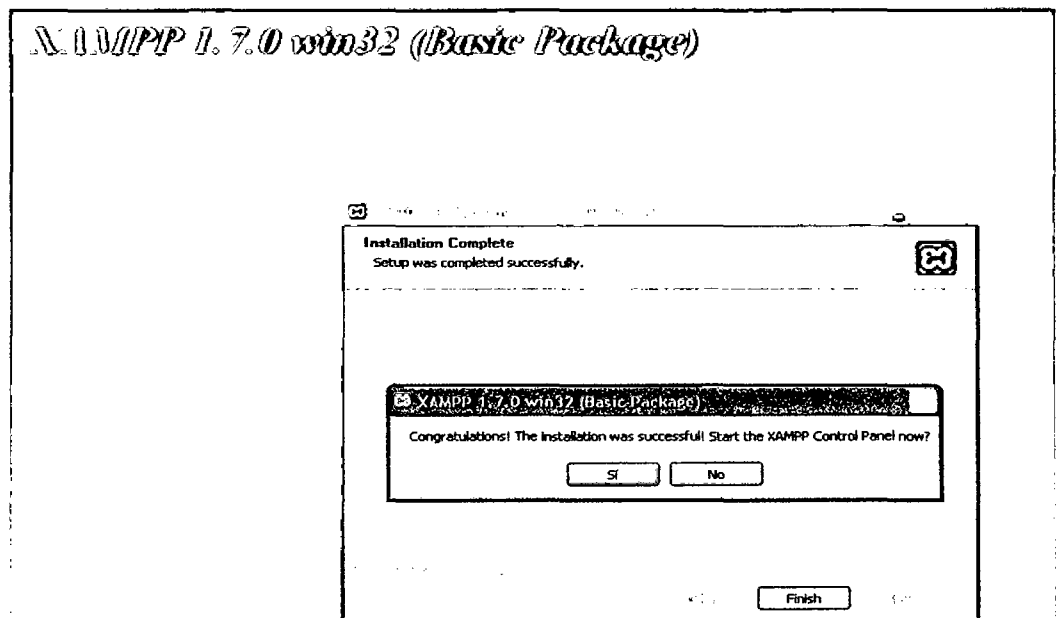 XAMPP 1.7.0 win32 (Basic Package)
Installation Complete
Setup was completed successfully.
XAMPP 1.7.0 win32 (Basic Package)
Congratulations! The installation was successful! Start the XAMPP Control Panel now?
Sí No
Finish